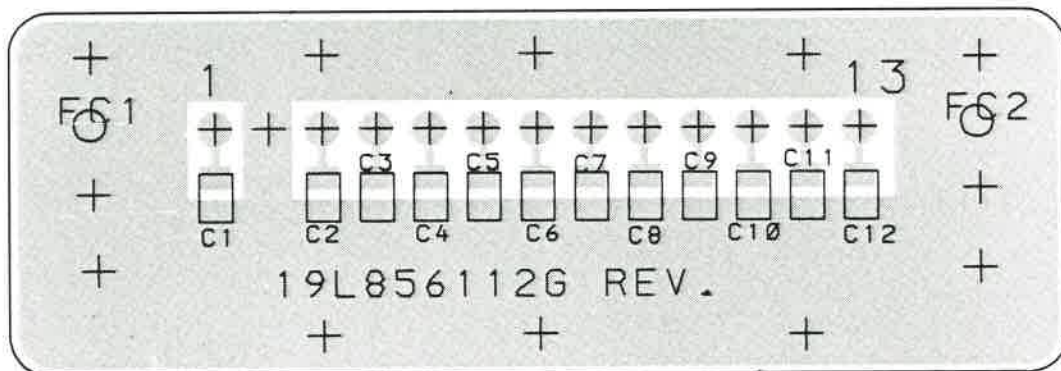 1 13
FC1 FC2
C3 C5 C7 C9 C11
C1 C2 C4 C6 C8 C10 C12
19L856112G REV.